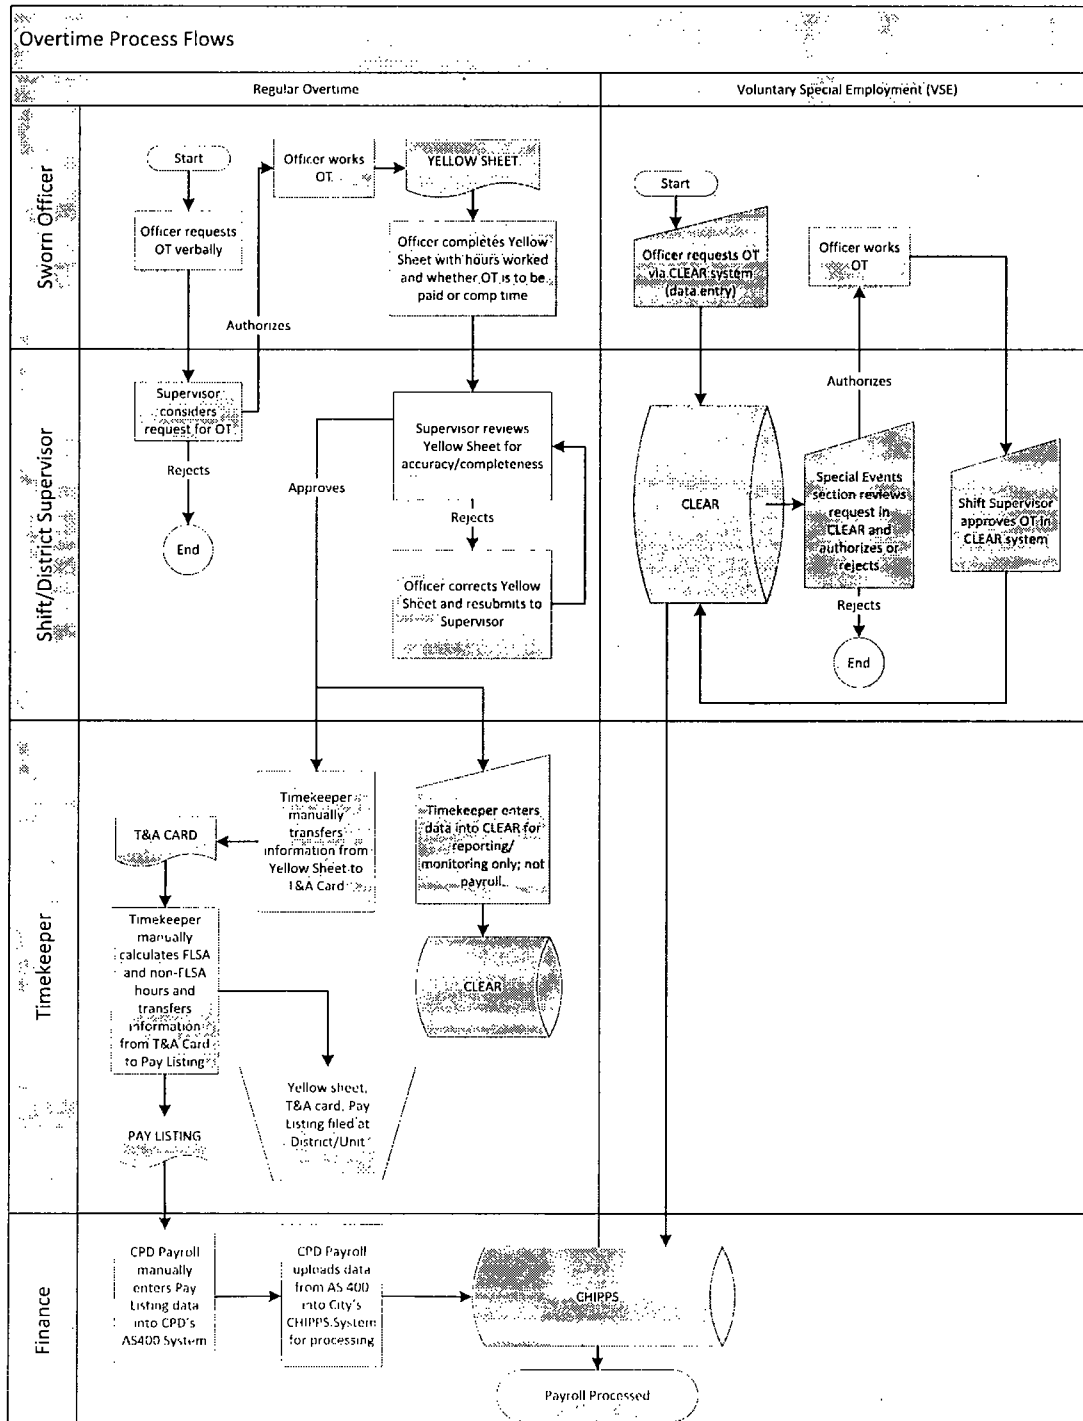 Overtime Process Flows
Regular Overtime
Voluntary Special Employment (VSE)
Sworn Officer
Start
Officer requests
OT verbally
Authorizes
Officer works
OT
YELLOW SHEET
Officer completes Yellow
Sheet with hours worked
and whether OT is to be
paid or comp time
Start
Officer requests OT
via CLEAR system
(data entry)
Officer works
OT
Shift/District Supervisor
Supervisor
considers
request for OT
Rejects
End
Approves
Supervisor reviews
Yellow Sheet for
accuracy/completeness
Rejects
Officer corrects Yellow
Sheet and resubmits to
Supervisor
CLEAR
Authorizes
Special Events
section reviews
request in
CLEAR and
authorizes or
rejects
Rejects
End
Shift Supervisor
approves OT in
CLEAR system
Timekeeper
T&A CARD
Timekeeper
manually
transfers
information from
Yellow Sheet to
T&A Card
Timekeeper enters
data into CLEAR for
reporting/
monitoring only; not
payroll
CLEAR
Timekeeper
manually
calculates FLSA
and non-FLSA
hours and
transfers
information
from T&A Card
to Pay Listing
Yellow sheet,
T&A card, Pay
Listing filed at
District/Unit
PAY LISTING
Finance
CPD Payroll
manually
enters Pay
Listing data
into CPD's
AS400 System
CPD Payroll
uploads data
from AS 400
into City's
CHIPPS System
for processing
CHIPPS
Payroll Processed